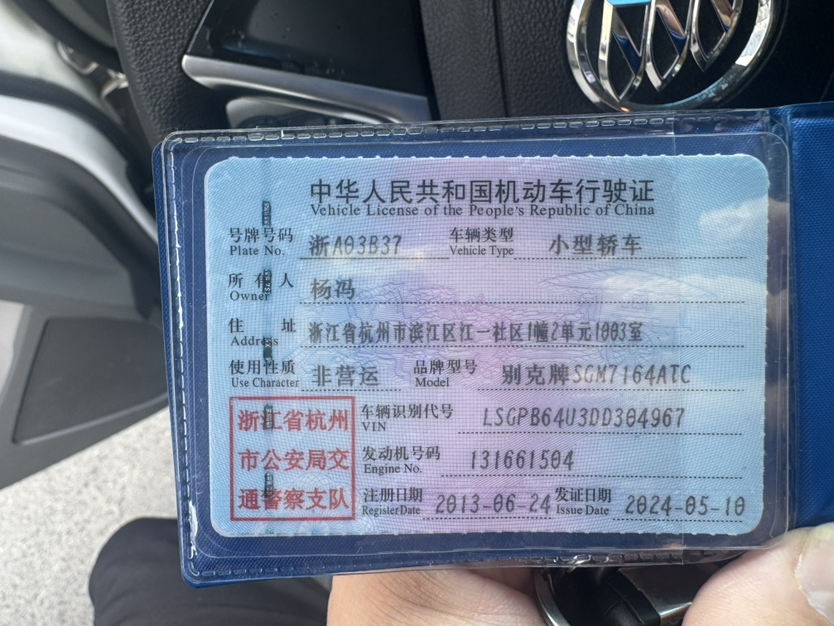 中华人民共和国机动车行驶证
Vehicle License of the People's Republic of China
号牌号码 浙A03B37 车辆类型 小型轿车
Plate No. Vehicle Type
所有人 杨冯
Owner
住址 浙江省杭州市滨江区江一社区1幢2单元1003室
Address
使用性质 非营运 品牌型号 别克牌SGM7164ATC
Use Character Model
浙江省杭州 车辆识别代号 LSGPB64U3DD304967
VIN
市公安局交 发动机号码 131661504
Engine No.
通警察支队 注册日期 2013-06-24 发证日期 2024-05-10
Register Date Issue Date